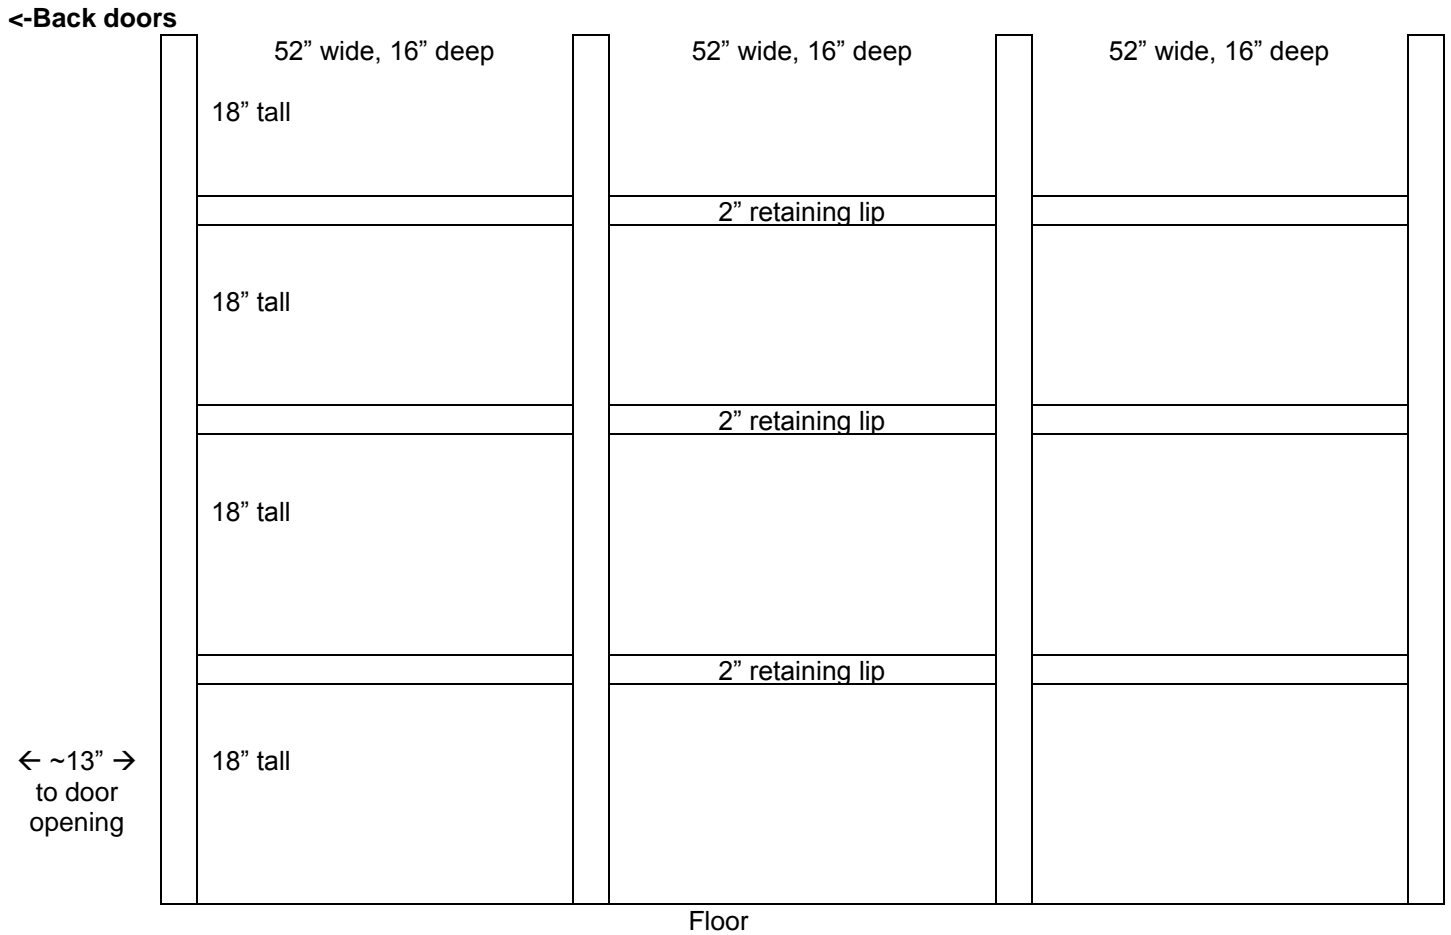 <-Back doors
52” wide, 16” deep
52” wide, 16” deep
52” wide, 16” deep
18” tall
2” retaining lip
18” tall
2” retaining lip
18” tall
2” retaining lip
← ~13” →
to door
opening
18” tall
Floor